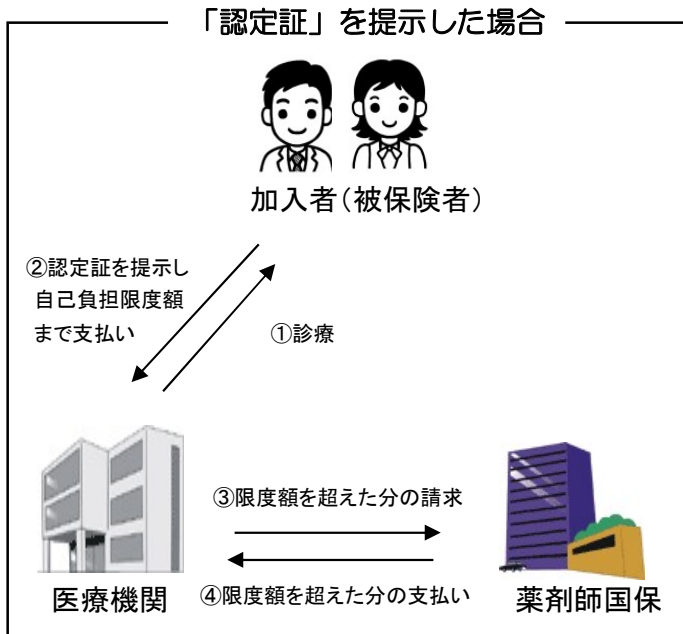 「認定証」を提示した場合
加入者（被保険者）
②認定証を提示し
自己負担限度額
まで支払い
①診療
③限度額を超えた分の請求
④限度額を超えた分の支払い
医療機関
薬剤師国保